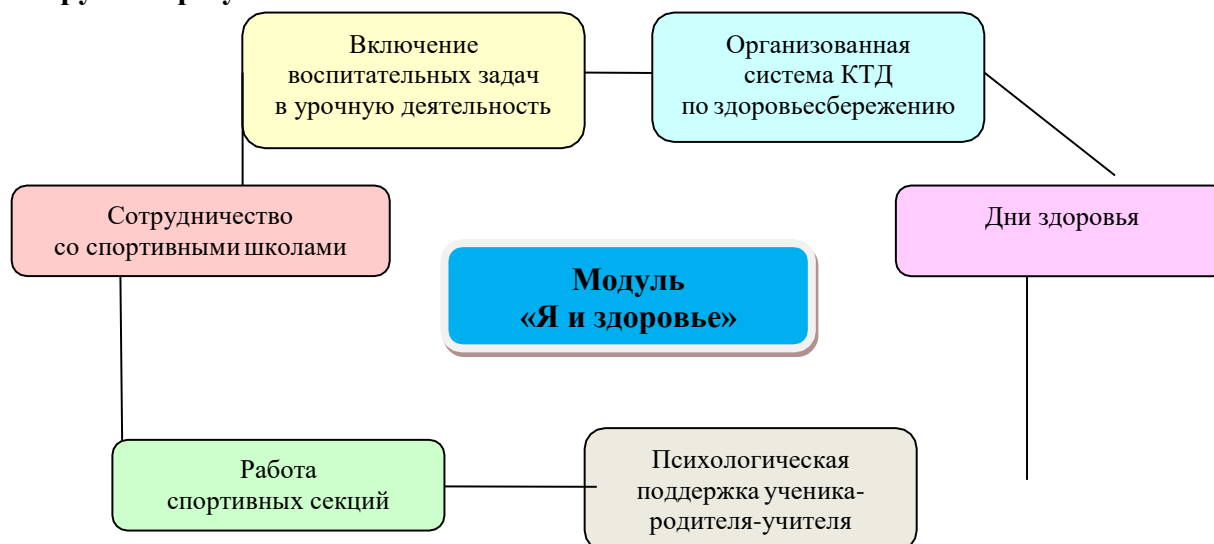 Включение
воспитательных задач
в урочную деятельность
Организованная
система КТД
по здоровьесбережению
Сотрудничество
со спортивными школами
Дни здоровья
Модуль
«Я и здоровье»
Работа
спортивных секций
Психологическая
поддержка ученика-
родителя-учителя